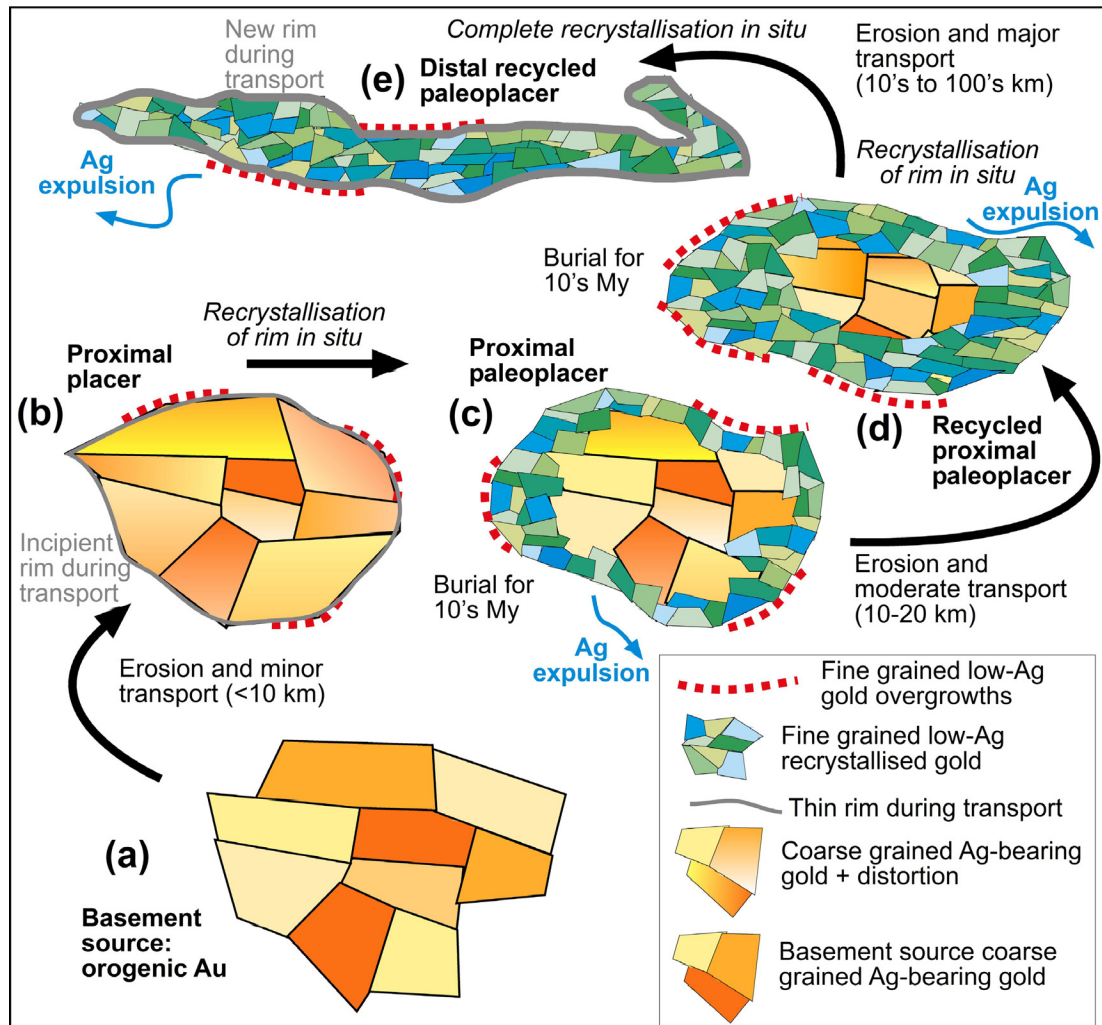 New rim
during
transport
Complete recrystallisation in situ
(e)
Distal recycled
paleoplacer
Erosion and major
transport
(10's to 100's km)
Ag
expulsion
Recrystallisation
of rim in situ
Ag
expulsion
Burial for
10's My
Recrystallisation
of rim in situ
Proximal
placer
(b)
Proximal
paleoplacer
(c)
(d)
Recycled
proximal
paleoplacer
Incipient
rim during
transport
Burial for
10's My
Erosion and
moderate transport
(10-20 km)
Ag
expulsion
Erosion and minor
transport (<10 km)
(a)
Basement
source:
orogenic Au
Fine grained low-Ag
gold overgrowths
Fine grained low-Ag
recrystallised gold
Thin rim during transport
Coarse grained Ag-bearing
gold + distortion
Basement source coarse
grained Ag-bearing gold